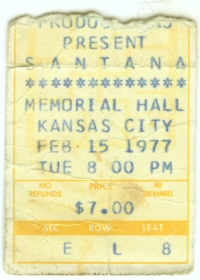 PRODUCTIONS
PRESENT
SANTANA
******************
MEMORIAL HALL
KANSAS CITY
FEB 15 1977
TUE 8 00 PM
NO REFUNDS PRICE NO EXCHANGES
$7.00
SEC ROW SEAT
E L 8